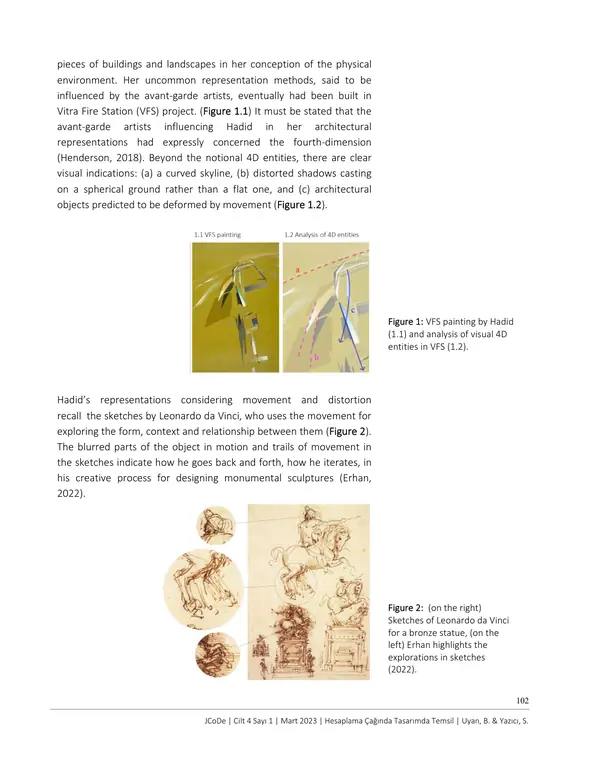 pieces of buildings and landscapes in her conception of the physical
environment. Her uncommon representation methods, said to be
influenced by the avant-garde artists, eventually had been built in
Vitra Fire Station (VFS) project. (Figure 1.1) It must be stated that the
avant-garde artists influencing Hadid in her architectural
representations had expressly concerned the fourth-dimension
(Henderson, 2018). Beyond the notional 4D entities, there are clear
visual indications: (a) a curved skyline, (b) distorted shadows casting
on a spherical ground rather than a flat one, and (c) architectural
objects predicted to be deformed by movement (Figure 1.2).
1.1 VFS painting 1.2 Analysis of 4D entities
a
c
b
Figure 1: VFS painting by Hadid
(1.1) and analysis of visual 4D
entities in VFS (1.2).
Hadid's representations considering movement and distortion
recall the sketches by Leonardo da Vinci, who uses the movement for
exploring the form, context and relationship between them (Figure 2).
The blurred parts of the object in motion and trails of movement in
the sketches indicate how he goes back and forth, how he iterates, in
his creative process for designing monumental sculptures (Erhan,
2022).
Figure 2: (on the right)
Sketches of Leonardo da Vinci
for a bronze statue, (on the
left) Erhan highlights the
explorations in sketches
(2022).
102
JCoDe | Cilt 4 Sayı 1 | Mart 2023 | Hesaplama Çağında Tasarımda Temsil | Uyan, B. & Yazıcı, S.